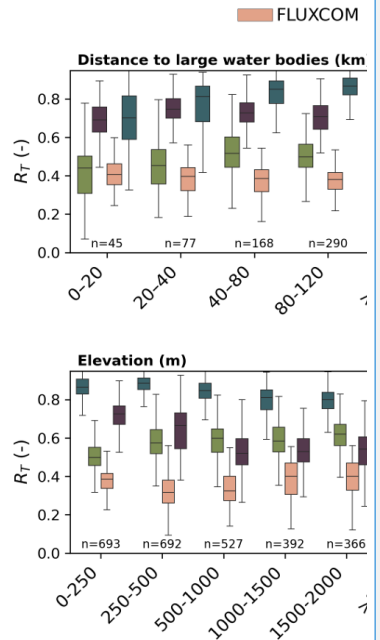 FLUXCOM
Distance to large water bodies (km
R_T (-)
0.8
0.6
0.4
0.2
0.0
n=45 n=77 n=168 n=290
0–20 20–40 40–80 80–120 >
Elevation (m)
R_T (-)
0.8
0.6
0.4
0.2
0.0
n=693 n=692 n=527 n=392 n=366
0–250 250–500 500–1000 1000–1500 1500–2000 >